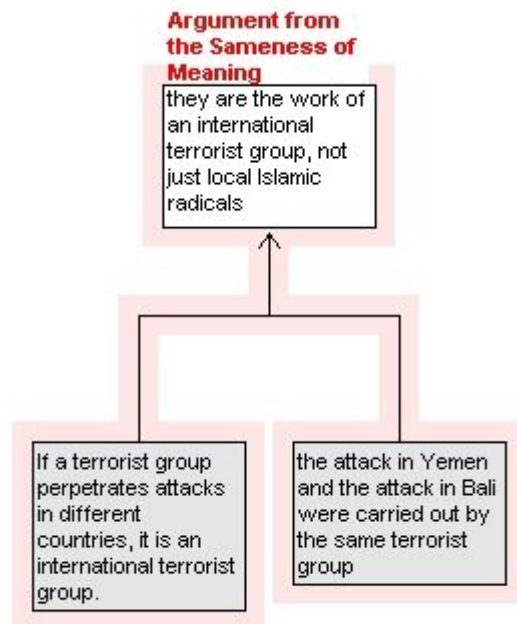 Argument from
the Sameness of
Meaning
they are the work of
an international
terrorist group, not
just local Islamic
radicals
If a terrorist group
perpetrates attacks
in different
countries, it is an
international terrorist
group.
the attack in Yemen
and the attack in Bali
were carried out by
the same terrorist
group